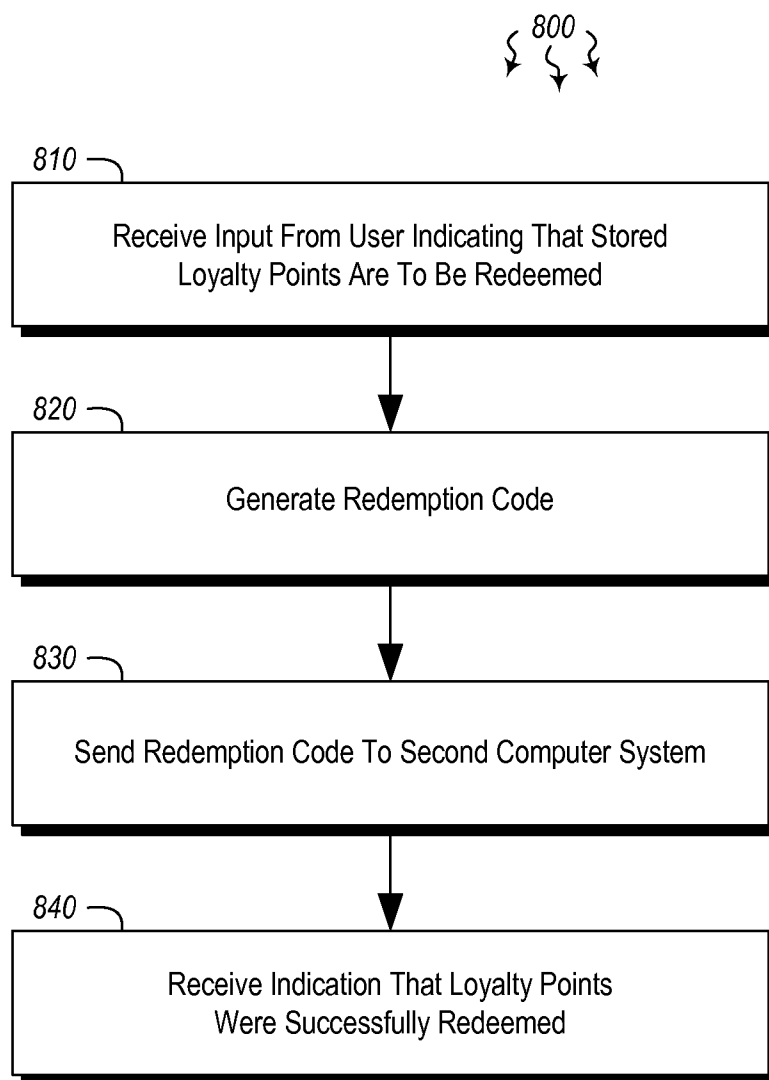 800
810
Receive Input From User Indicating That Stored
Loyalty Points Are To Be Redeemed
820
Generate Redemption Code
830
Send Redemption Code To Second Computer System
840
Receive Indication That Loyalty Points
Were Successfully Redeemed